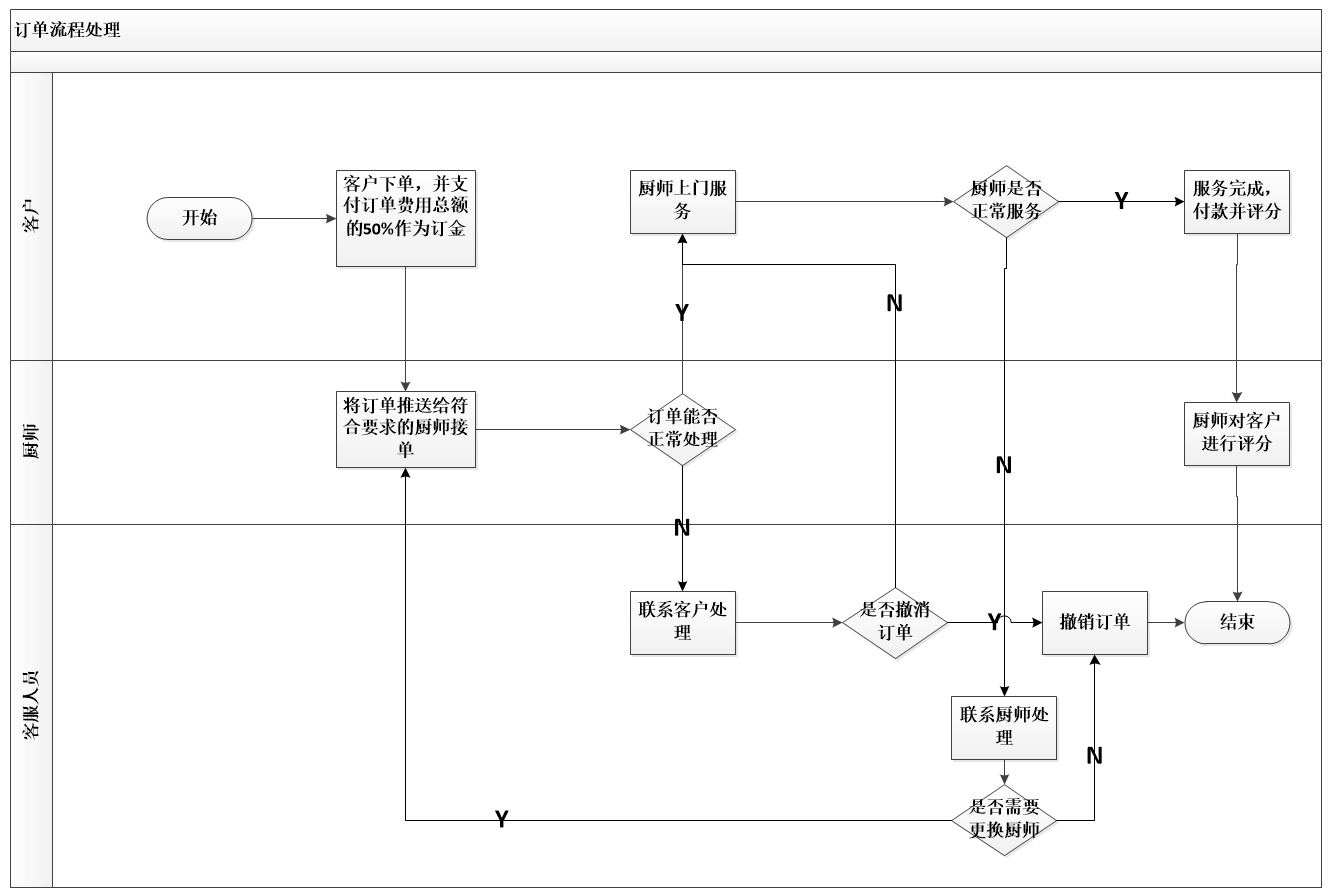 订单流程处理
客户
开始
客户下单，并支
付订单费用总额
的50%作为订金
厨师上门服
务
厨师是否
正常服务
Y
服务完成，
付款并评分
Y
N
厨师
将订单推送给符
合要求的厨师接
单
订单能否
正常处理
N
厨师对客户
进行评分
N
客服人员
联系客户处
理
是否撤消
订单
Y
撤销订单
结束
联系厨师处
理
N
是否需要
更换厨师
Y